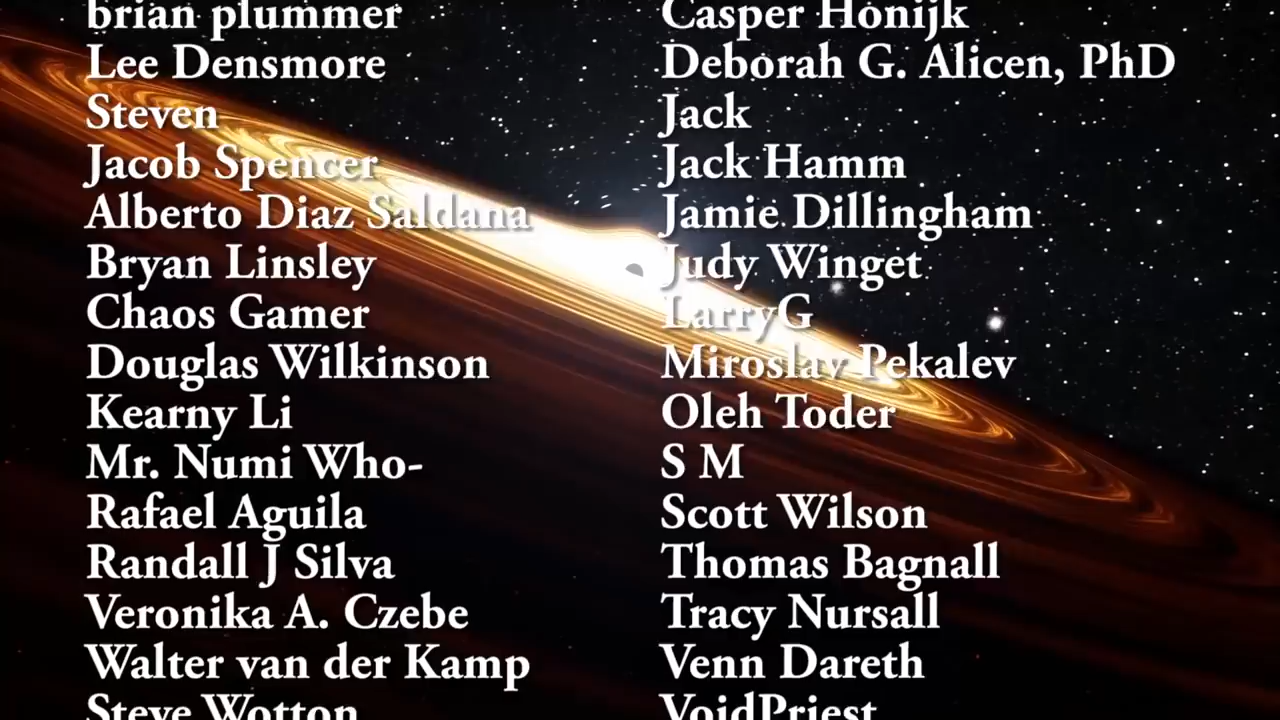 brian plummer
Lee Densmore
Steven
Jacob Spencer
Alberto Diaz Saldana
Bryan Linsley
Chaos Gamer
Douglas Wilkinson
Kearny Li
Mr. Numi Who-
Rafael Aguila
Randall J Silva
Veronika A. Czebe
Walter van der Kamp
Steve Wotton
Casper Honijk
Deborah G. Alicen, PhD
Jack
Jack Hamm
Jamie Dillingham
Judy Winget
LarryG
Miroslav Pekalev
Oleh Toder
S M
Scott Wilson
Thomas Bagnall
Tracy Nursall
Venn Dareth
VoidPriest